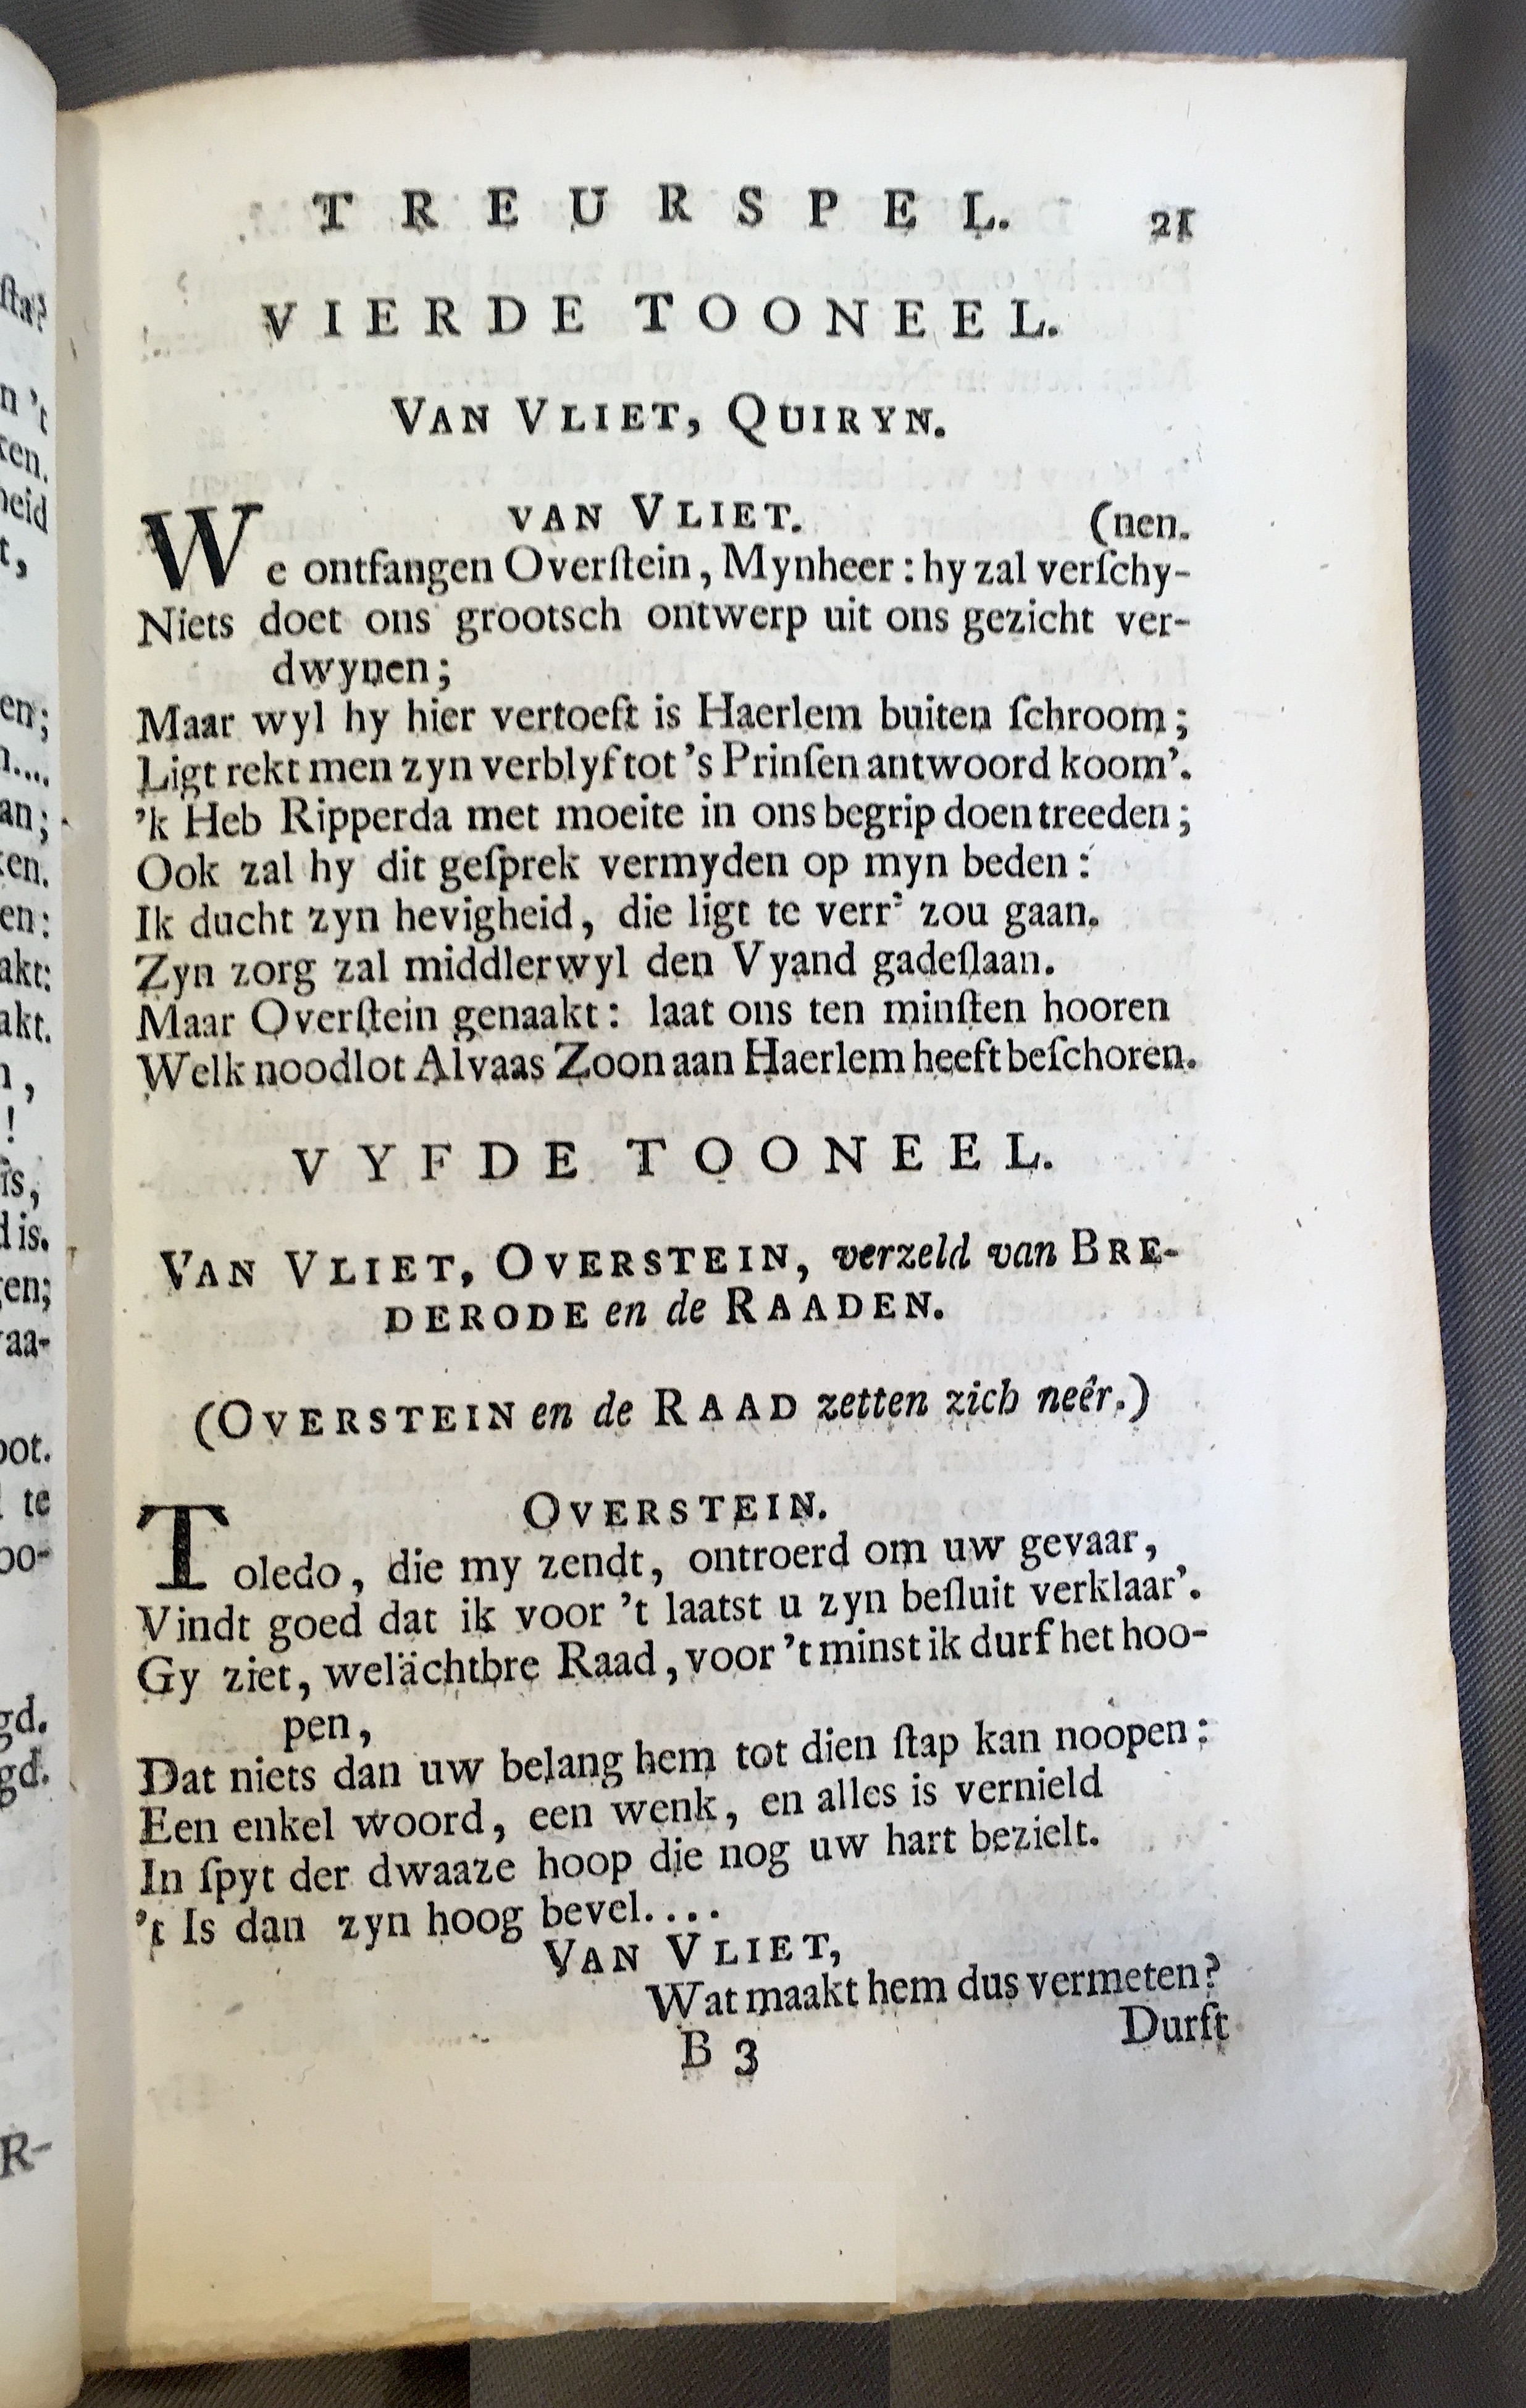 TREURSPEL. 21
VIERDE TOONEEL.
VAN VLIET, QUIRYN.
VAN VLIET. (nen.
We ontfangen Overſtein, Mynheer: hy zal verſchy-
Niets doet ons grootsch ontwerp uit ons gezicht ver-
dwynen;
Maar wyl hy hier vertoeft is Haerlem buiten ſchroom;
Ligt rekt men zyn verblyf tot 's Prinſen antwoord koom'.
'k Heb Ripperda met moeite in ons begrip doen treeden;
Ook zal hy dit geſprek vermyden op myn beden:
Ik ducht zyn hevigheid, die ligt te verr' zou gaan.
Zyn zorg zal middlerwyl den Vyand gadeſlaan.
Maar Overſtein genaakt: laat ons ten minſten hooren
Welk noodlot Alvaas Zoon aan Haerlem heeft beſchoren.
VYFDE TOONEEL.
VAN VLIET, OVERSTEIN, verzeld van BRE-
DERODE en de RAADEN.
(OVERSTEIN en de RAAD zetten zich neêr.)
OVERSTEIN.
Toledo, die my zendt, ontroerd om uw gevaar,
Vindt goed dat ik voor 't laatst u zyn beſluit verklaar'.
Gy ziet, welächtbre Raad, voor 't minst ik durf het hoo-
pen,
Dat niets dan uw belang hem tot dien ſtap kan noopen:
Een enkel woord, een wenk, en alles is vernield
In ſpyt der dwaaze hoop die nog uw hart bezielt.
't Is dan zyn hoog bevel....
VAN VLIET,
Wat maakt hem dus vermeten?
B 3 Durſt